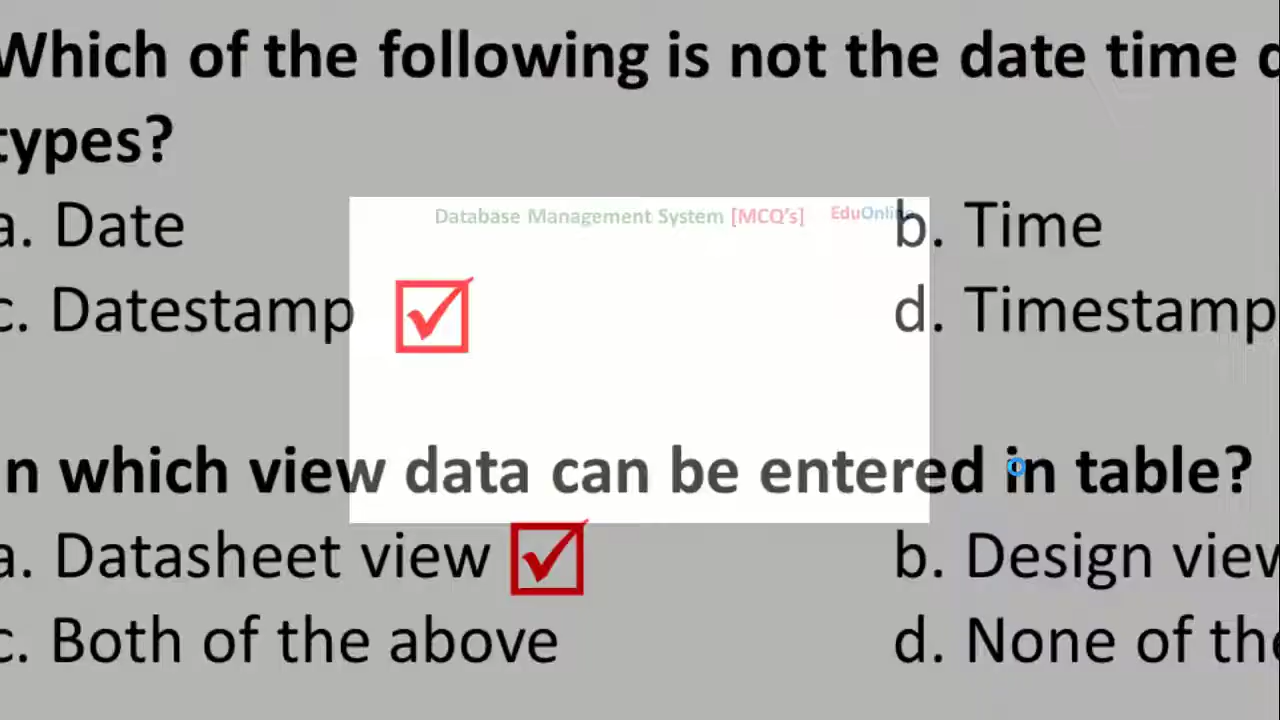 Which of the following is not the date time
types?
Database Management System [MCQ's] EduOnline
a. Date b. Time
c. Datestamp d. Timestamp
n which view data can be entered in table?
a. Datasheet view b. Design view
c. Both of the above d. None of the